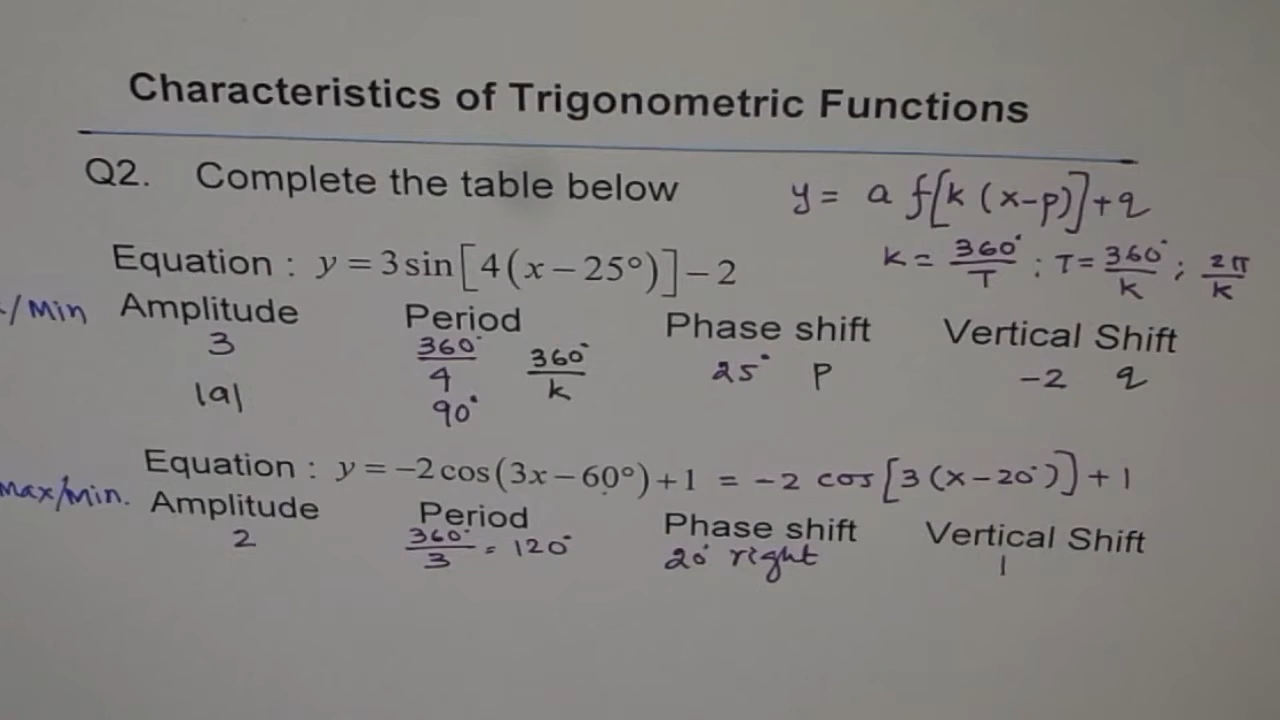 Characteristics of Trigonometric Functions
Q2. Complete the table below y = a f[k (x-p)]+q
Equation : y = 3 sin[4(x − 25°)] − 2 k = 360°/T ; T = 360°/k ; 2π/k
/Min Amplitude Period Phase shift Vertical Shift
3 360°/4 360°/k 25° p -2 q
|a| 90°
Equation : y = −2 cos(3x − 60°) + 1 = -2 cos[3(x-20°)]+1
max/min. Amplitude Period Phase shift Vertical Shift
2 360°/3 = 120° 20° right 1